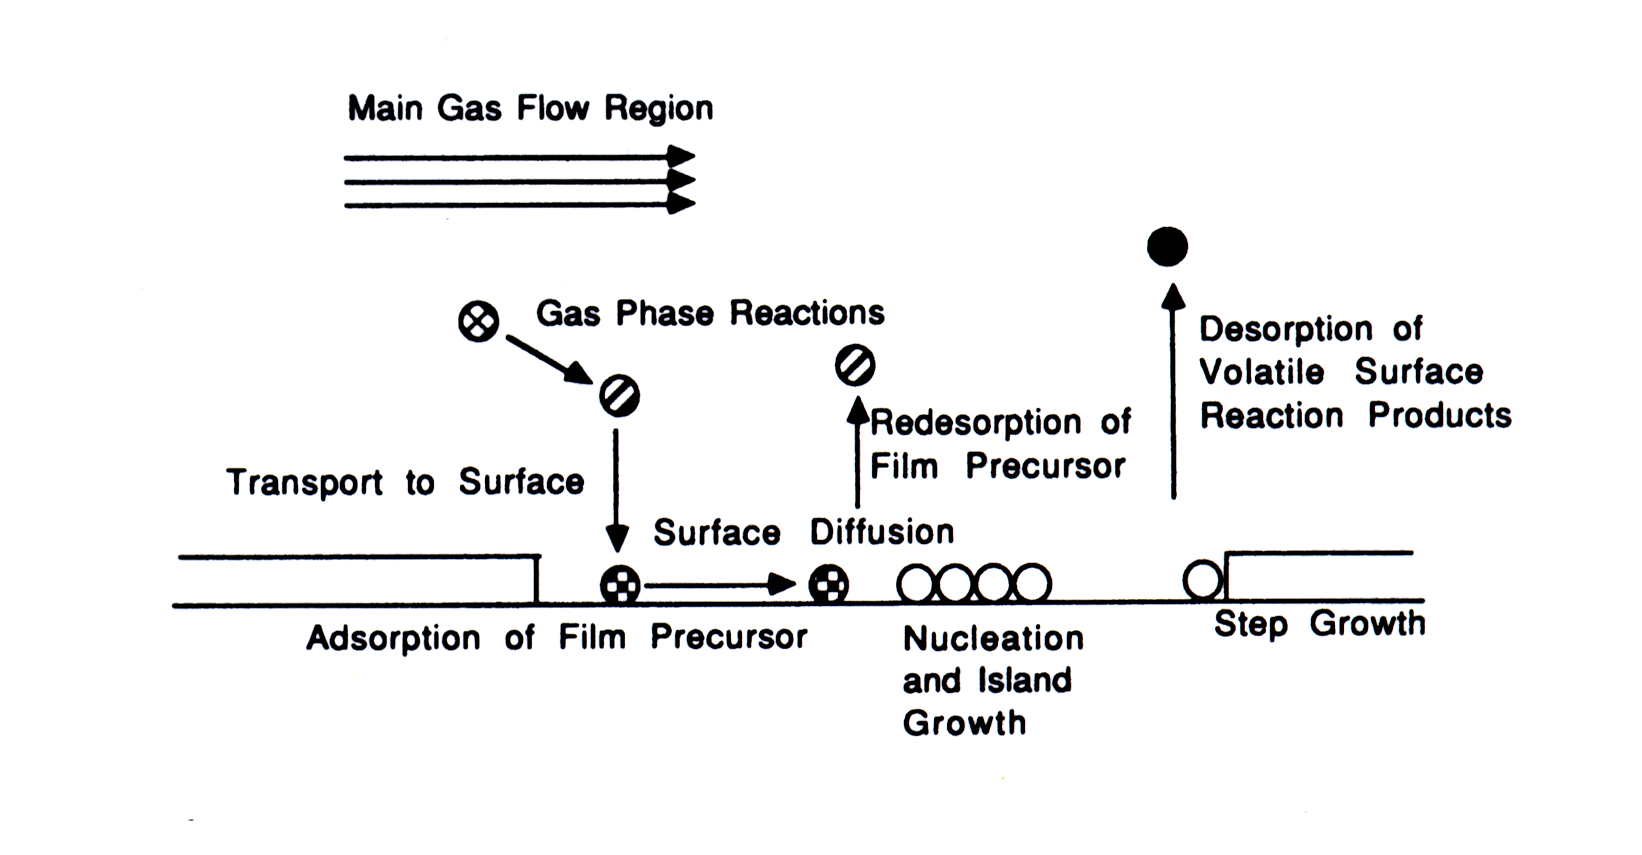 Main Gas Flow Region
Gas Phase Reactions
Desorption of
Volatile Surface
Reaction Products
Redesorption of
Film Precursor
Transport to Surface
Surface Diffusion
Adsorption of Film Precursor
Nucleation
and Island
Growth
Step Growth